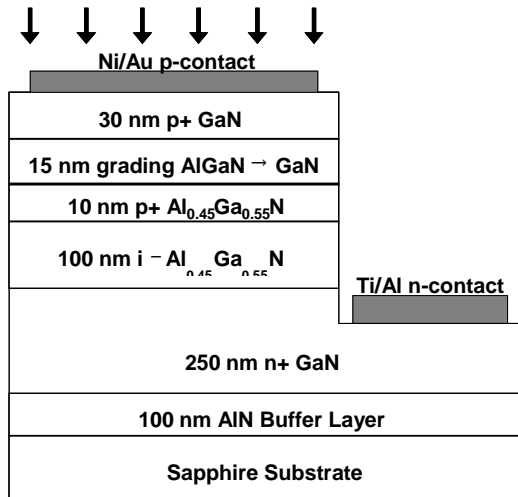 Ni/Au p-contact
30 nm p+ GaN
15 nm grading AlGaN → GaN
10 nm p+ Al0.45Ga0.55N
100 nm i – Al0.45Ga0.55N
Ti/Al n-contact
250 nm n+ GaN
100 nm AlN Buffer Layer
Sapphire Substrate